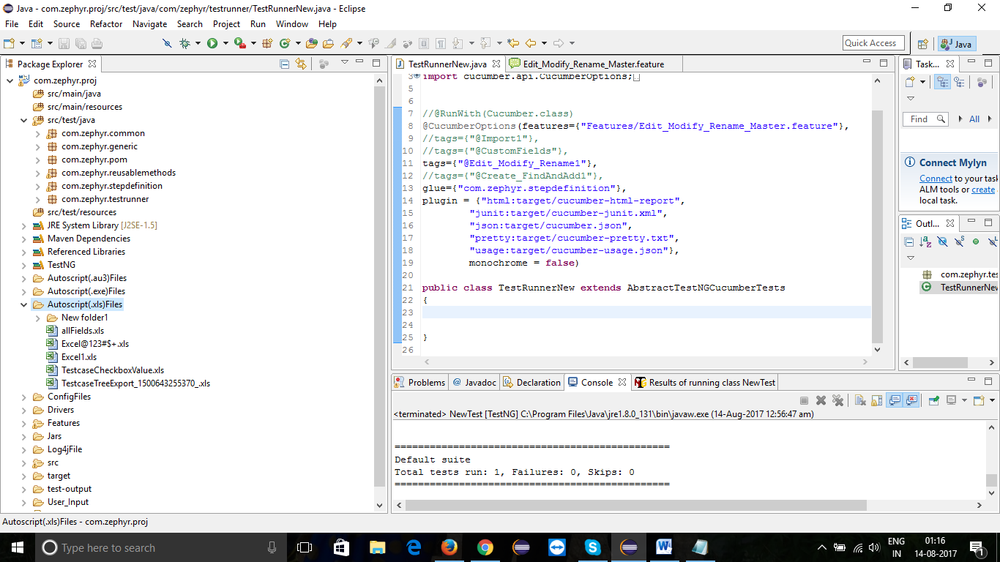 Java - com.zephyr.proj/src/test/java/com/zephyr/testrunner/TestRunnerNew.java - Eclipse
File Edit Source Refactor Navigate Search Project Run Window Help
Quick Access
Java
Package Explorer
com.zephyr.proj
src/main/java
src/main/resources
src/test/java
com.zephyr.common
com.zephyr.generic
com.zephyr.pom
com.zephyr.reusablemethods
com.zephyr.stepdefinition
com.zephyr.testrunner
src/test/resources
JRE System Library [J2SE-1.5]
Maven Dependencies
Referenced Libraries
TestNG
Autoscript(.au3)Files
Autoscript(.exe)Files
Autoscript(.xls)Files
New folder1
allFields.xls
Excel@123#$+.xls
Excel1.xls
TestcaseCheckboxValue.xls
TestcaseTreeExport_1500643255370_.xls
ConfigFiles
Drivers
Features
Jars
Log4jFile
src
target
test-output
User_Input
TestRunnerNew.java
Edit_Modify_Rename_Master.feature
3 import cucumber.api.CucumberOptions;
5
6
7 //@RunWith(Cucumber.class)
8 @CucumberOptions(features={"Features/Edit_Modify_Rename_Master.feature"},
9 //tags={"@Import1"},
10 //tags={"@CustomFields"},
11 tags={"@Edit_Modify_Rename1"},
12 //tags={"@Create_FindAndAdd1"},
13 glue={"com.zephyr.stepdefinition"},
14 plugin = {"html:target/cucumber-html-report",
15 "junit:target/cucumber-junit.xml",
16 "json:target/cucumber.json",
17 "pretty:target/cucumber-pretty.txt",
18 "usage:target/cucumber-usage.json"},
19 monochrome = false)
20
21 public class TestRunnerNew extends AbstractTestNGCucumberTests
22 {
23
24
25 }
26
Task...
Find All
Connect Mylyn
Connect to your task
ALM tools or create
local task.
Outl...
com.zephyr.tes
TestRunnerNew
Problems @ Javadoc Declaration Console Results of running class NewTest
<terminated> NewTest [TestNG] C:\Program Files\Java\jre1.8.0_131\bin\javaw.exe (14-Aug-2017 12:56:47 am)
===============================================
Default suite
Total tests run: 1, Failures: 0, Skips: 0
===============================================
Autoscript(.xls)Files - com.zephyr.proj
Type here to search
ENG
IN
01:16
14-08-2017
1